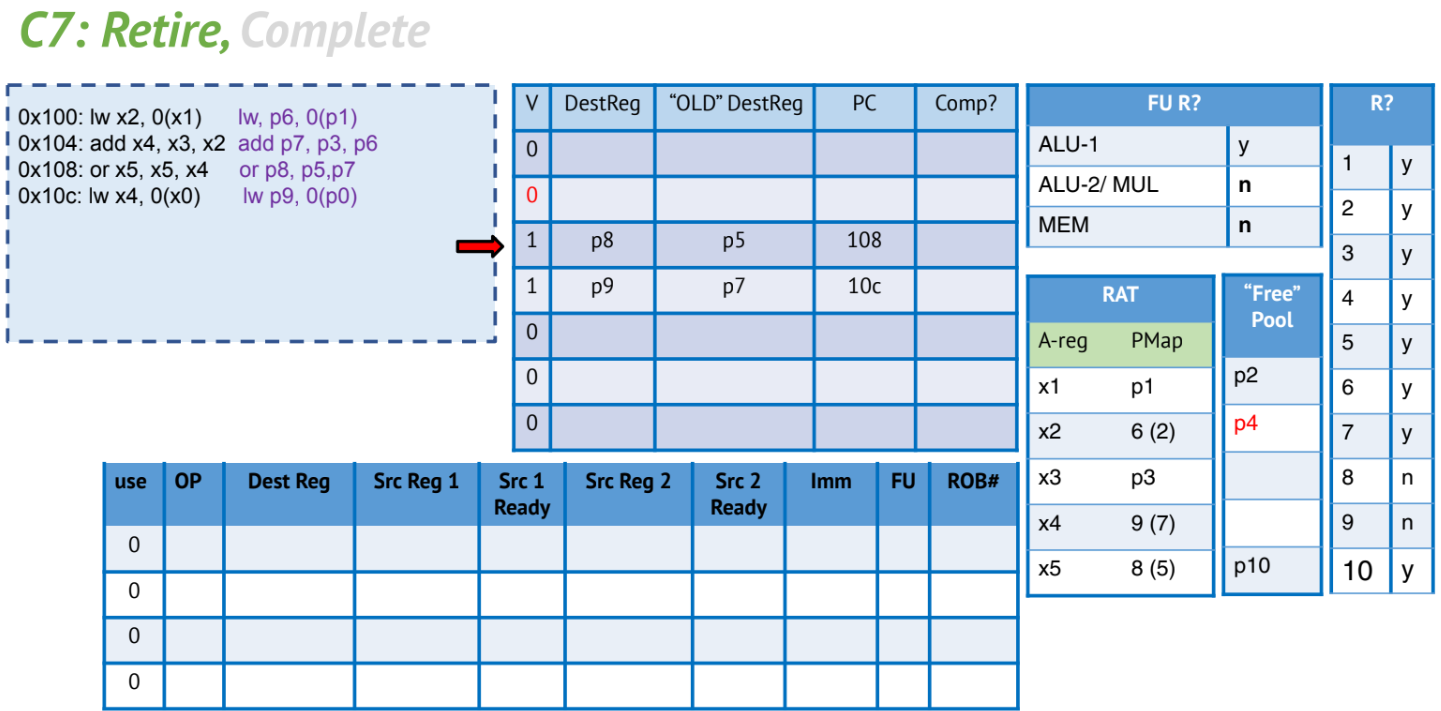 C7: Retire, Complete
0x100: lw x2, 0(x1) lw, p6, 0(p1)
0x104: add x4, x3, x2 add p7, p3, p6
0x108: or x5, x5, x4 or p8, p5,p7
0x10c: lw x4, 0(x0) lw p9, 0(p0)
V DestReg “OLD” DestReg PC Comp?
0
0
1 p8 p5 108
1 p9 p7 10c
0
0
0
FU R?
ALU-1 y
ALU-2/ MUL n
MEM n
RAT
A-reg PMap
x1 p1
x2 6 (2)
x3 p3
x4 9 (7)
x5 8 (5)
“Free”
Pool
p2
p4
p10
R?
1 y
2 y
3 y
4 y
5 y
6 y
7 y
8 n
9 n
10 y
use OP Dest Reg Src Reg 1 Src 1 Ready Src Reg 2 Src 2 Ready Imm FU ROB#
0
0
0
0